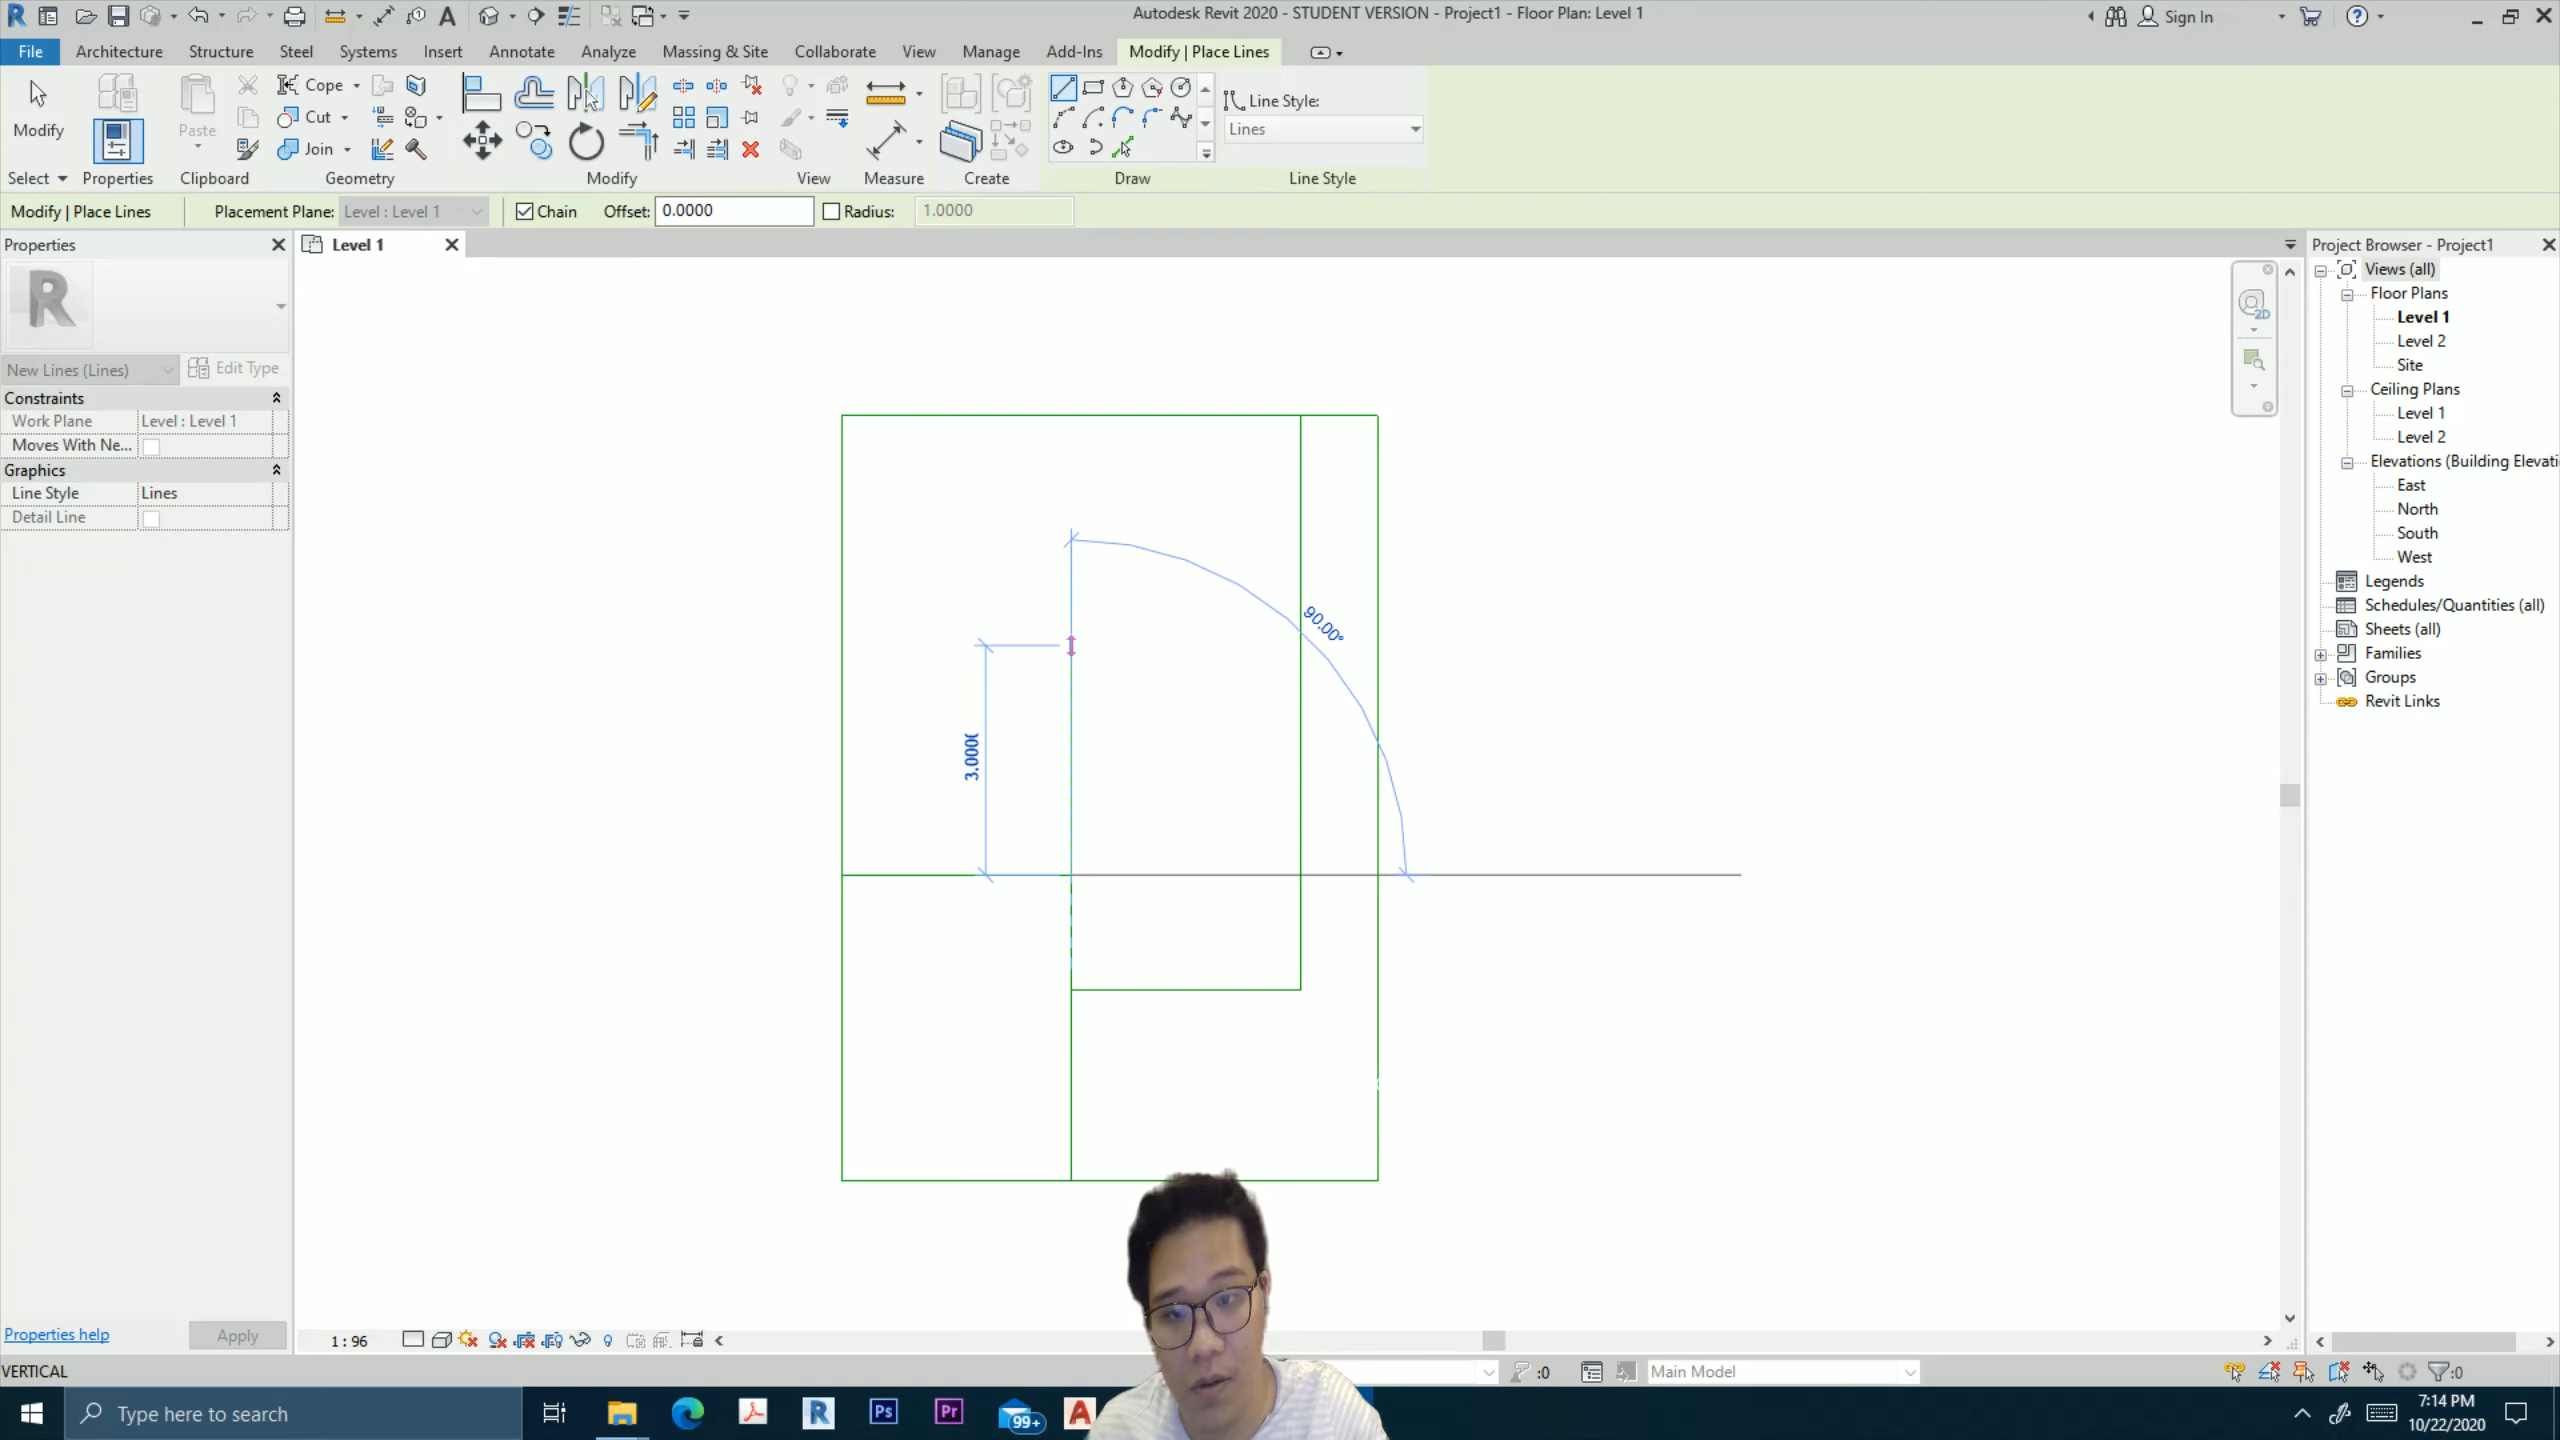 Autodesk Revit 2020 - STUDENT VERSION - Project1 - Floor Plan: Level 1
Sign In
File Architecture Structure Steel Systems Insert Annotate Analyze Massing & Site Collaborate View Manage Add-Ins Modify | Place Lines
Modify
Paste
Cope
Cut
Join
Line Style:
Lines
Select Properties Clipboard Geometry Modify View Measure Create Draw Line Style
Modify | Place Lines Placement Plane: Level : Level 1 Chain Offset: 0.0000 Radius: 1.0000
Properties
Level 1
Project Browser - Project1
R
New Lines (Lines) Edit Type
Constraints
Work Plane Level : Level 1
Moves With Ne...
Graphics
Line Style Lines
Detail Line
90.00°
3.000
2D
Views (all)
Floor Plans
Level 1
Level 2
Site
Ceiling Plans
Level 1
Level 2
Elevations (Building Elevati
East
North
South
West
Legends
Schedules/Quantities (all)
Sheets (all)
Families
Groups
Revit Links
Properties help Apply
1 : 96
VERTICAL
:0
Main Model
:0
Type here to search
Ps
Pr
99+
7:14 PM
10/22/2020